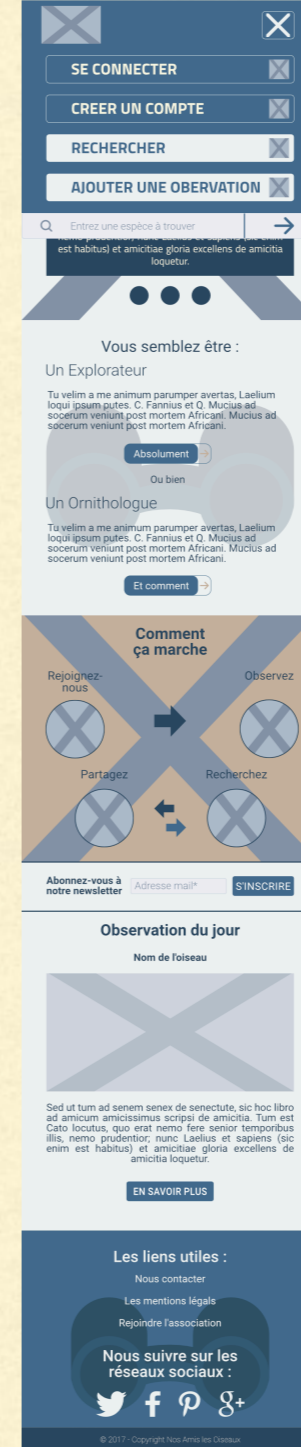 SE CONNECTER
CREER UN COMPTE
RECHERCHER
AJOUTER UNE OBERVATION
Entrez une espèce à trouver
nemo prudentior; nunc Laelius et sapiens (sic enim
est habitus) et amicitiae gloria excellens de amicitia
loquetur.
Vous semblez être :
Un Explorateur
Tu velim a me animum parumper avertas, Laelium
loqui ipsum putes. C. Fannius et Q. Mucius ad
socerum veniunt post mortem Africani. Mucius ad
socerum veniunt post mortem Africani.
Absolument
Ou bien
Un Ornithologue
Tu velim a me animum parumper avertas, Laelium
loqui ipsum putes. C. Fannius et Q. Mucius ad
socerum veniunt post mortem Africani. Mucius ad
socerum veniunt post mortem Africani.
Et comment
Comment
ça marche
Rejoignez-
nous
Observez
Partagez
Recherchez
Abonnez-vous à
notre newsletter
Adresse mail*
S'INSCRIRE
Observation du jour
Nom de l'oiseau
Sed ut tum ad senem senex de senectute, sic hoc libro
ad amicum amicissimus scripsi de amicitia. Tum est
Cato locutus, quo erat nemo fere senior temporibus
illis, nemo prudentior; nunc Laelius et sapiens (sic
enim est habitus) et amicitiae gloria excellens de
amicitia loquetur.
EN SAVOIR PLUS
Les liens utiles :
Nous contacter
Les mentions légals
Rejoindre l'association
Nous suivre sur les
réseaux sociaux :
© 2017 - Copyright Nos Amis les Oiseaux